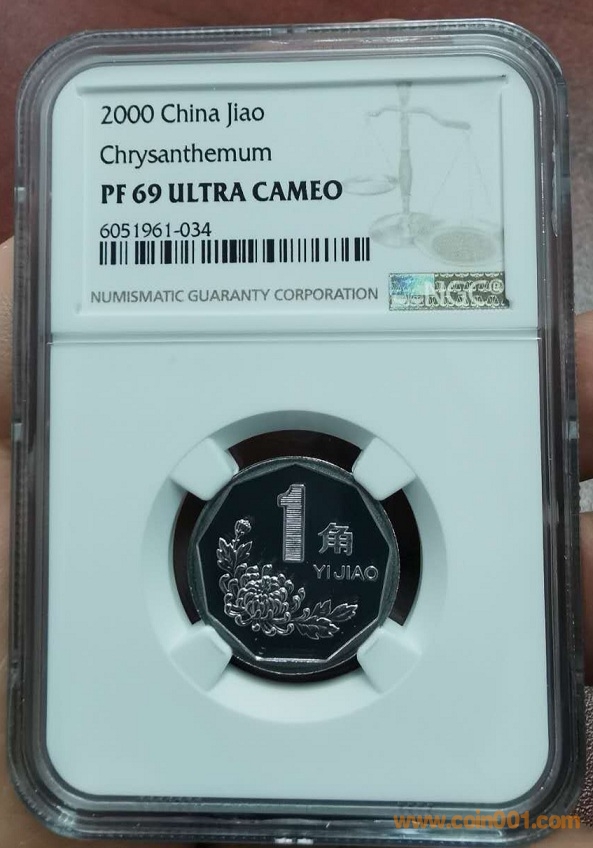 2000 China Jiao
Chrysanthemum
PF 69 ULTRA CAMEO
6051961-034
NUMISMATIC GUARANTY CORPORATION
NGC®
1角
YI JIAO
www.coin001.com